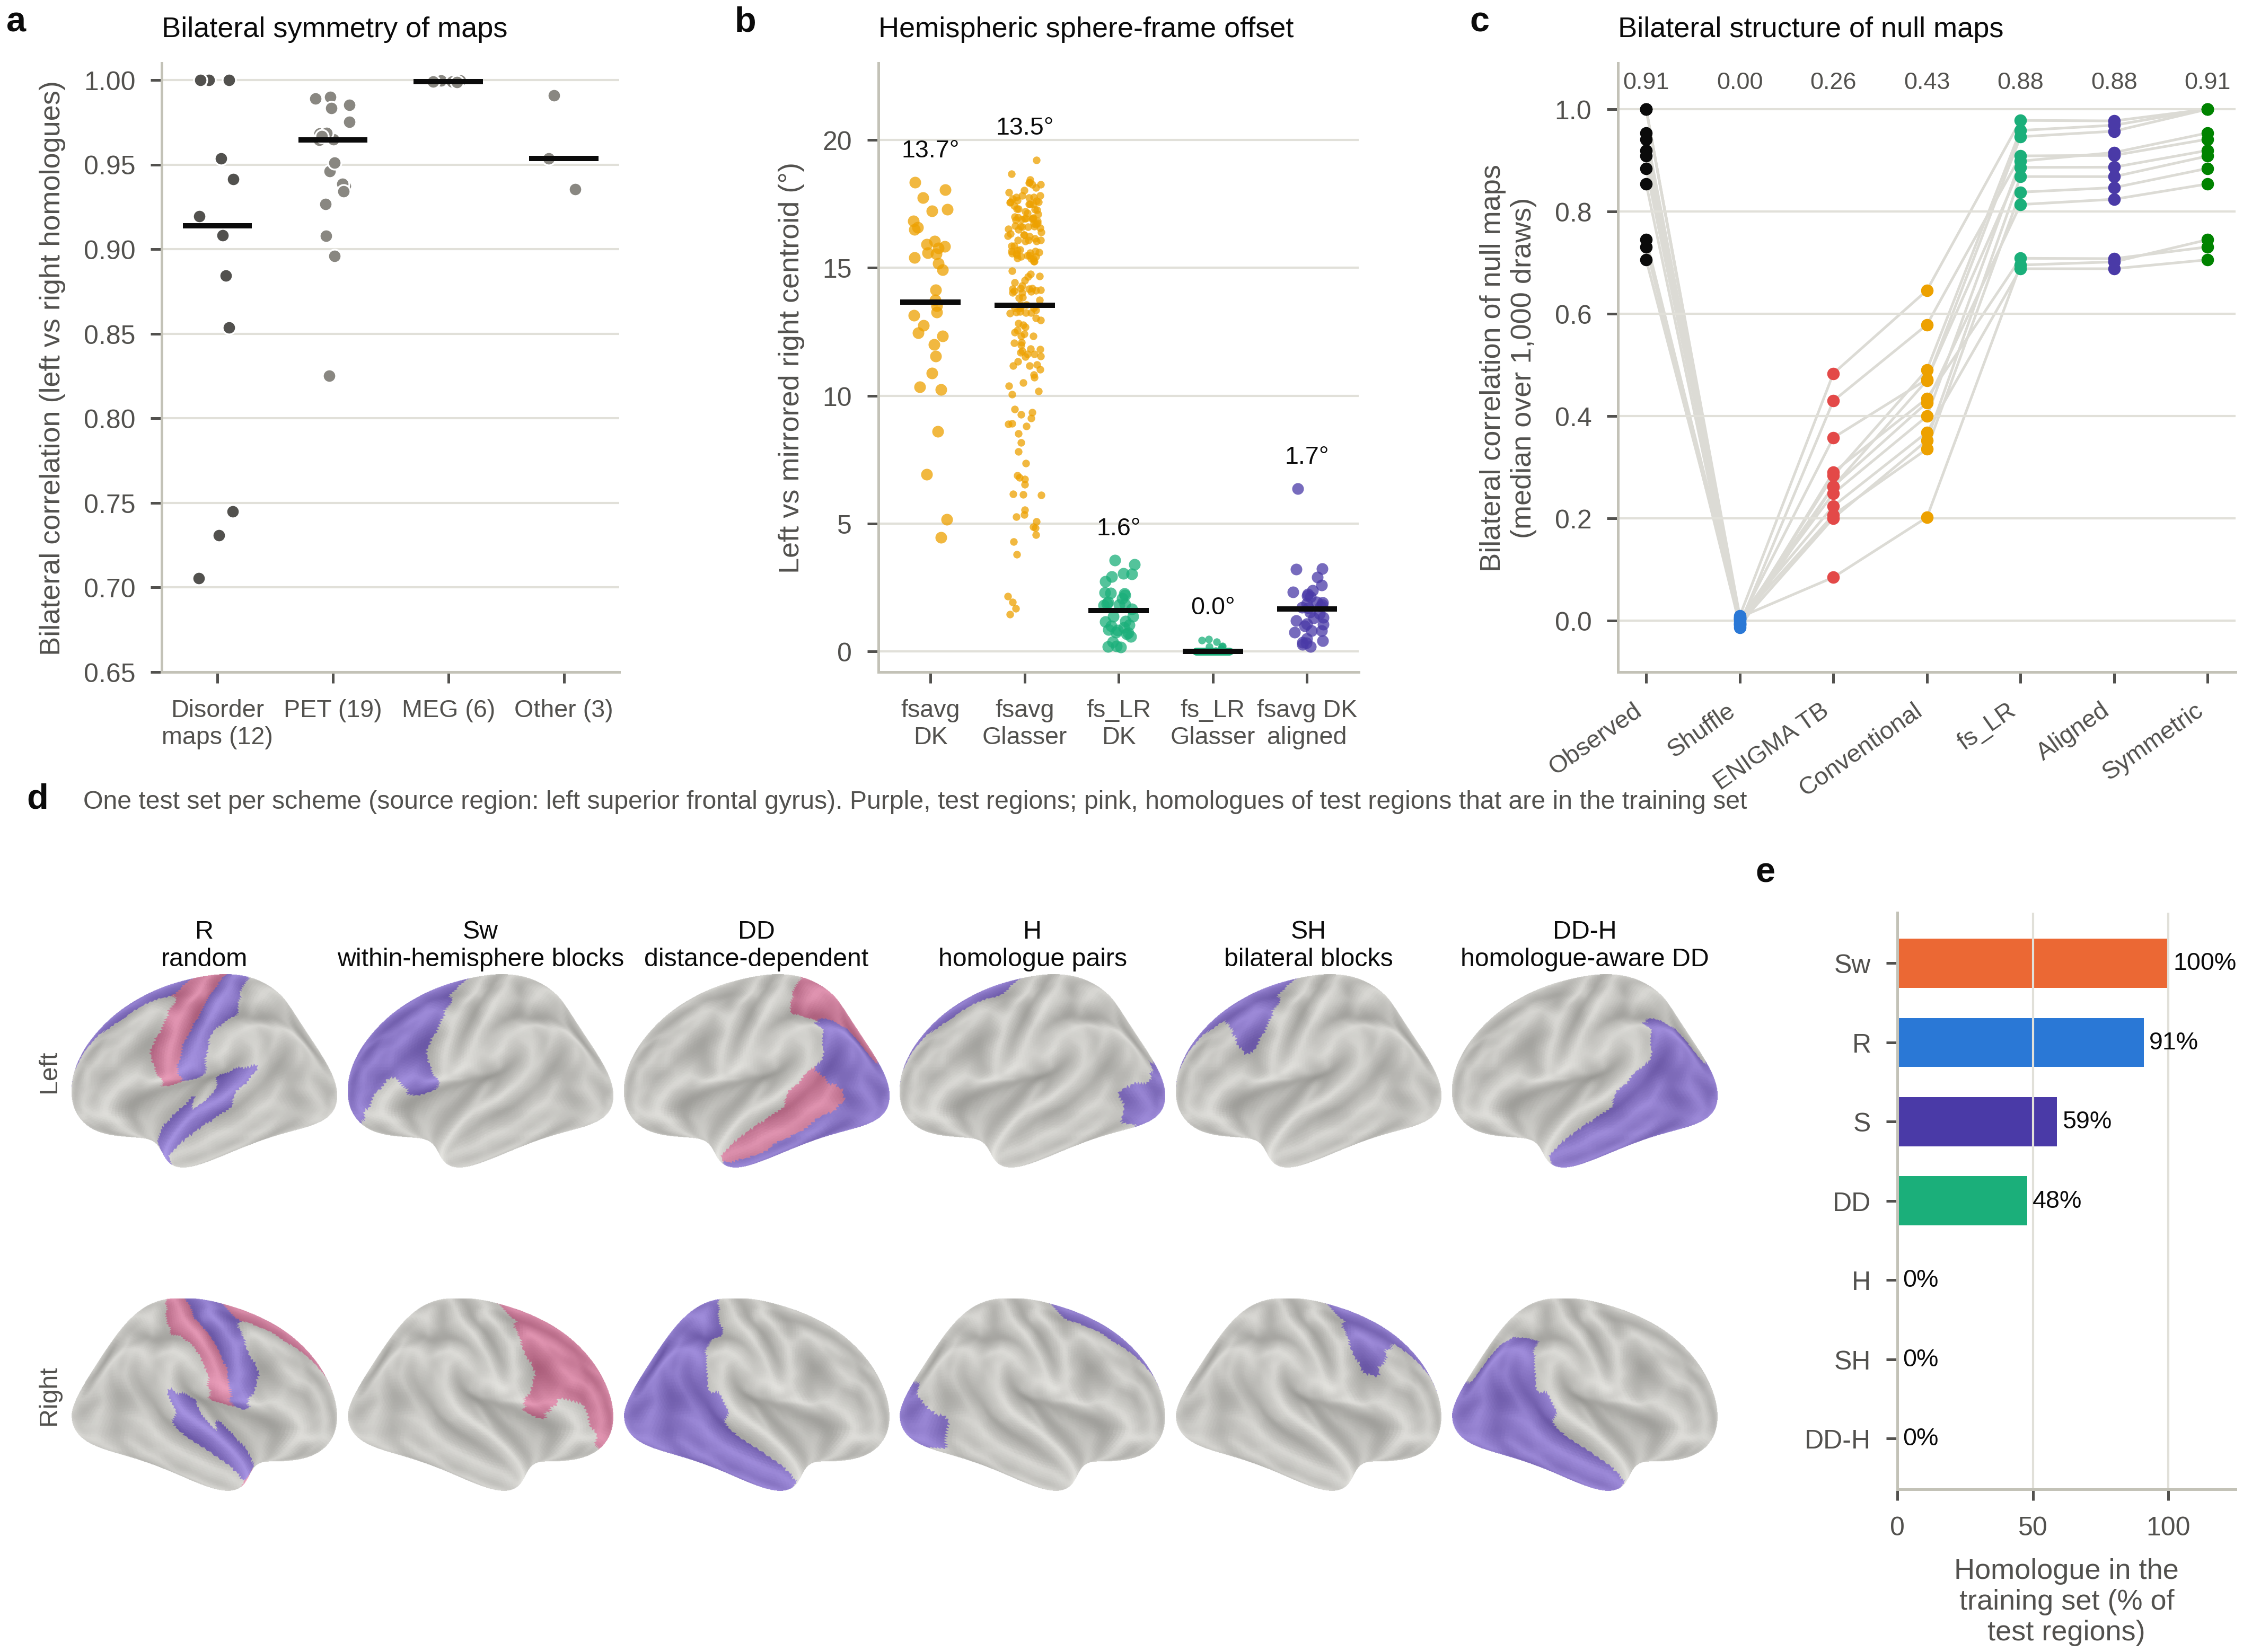 a
Bilateral symmetry of maps
Bilateral correlation (left vs right homologues)
1.00
0.95
0.90
0.85
0.80
0.75
0.70
0.65
Disorder
maps (12)
PET (19)
MEG (6)
Other (3)
b
Hemispheric sphere-frame offset
Left vs mirrored right centroid (°)
20
15
10
5
0
13.7°
13.5°
1.6°
0.0°
1.7°
fsavg
DK
fsavg
Glasser
fs_LR
DK
fs_LR
Glasser
fsavg DK
aligned
c
Bilateral structure of null maps
Bilateral correlation of null maps
(median over 1,000 draws)
0.91
0.00
0.26
0.43
0.88
0.88
0.91
1.0
0.8
0.6
0.4
0.2
0.0
Observed
Shuffle
ENIGMA TB
Conventional
fs_LR
Aligned
Symmetric
d
One test set per scheme (source region: left superior frontal gyrus). Purple, test regions; pink, homologues of test regions that are in the training set
R
random
Sw
within-hemisphere blocks
DD
distance-dependent
H
homologue pairs
SH
bilateral blocks
DD-H
homologue-aware DD
Left
Right
e
Sw
100%
R
91%
S
59%
DD
48%
H
0%
SH
0%
DD-H
0%
0
50
100
Homologue in the
training set (% of
test regions)